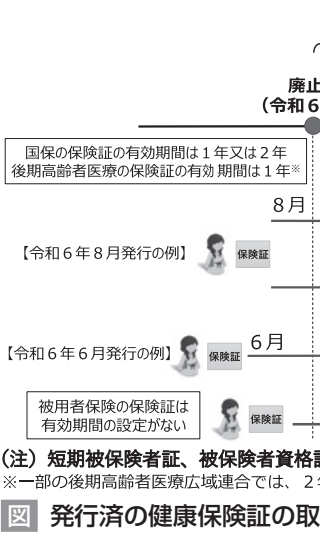 廃止
（令和６
国保の保険証の有効期間は１年又は２年
後期高齢者医療の保険証の有効期間は１年※
８月
【令和６年８月発行の例】
保険証
６月
【令和６年６月発行の例】
保険証
被用者保険の保険証は
有効期間の設定がない
保険証
（注）短期被保険者証、被保険者資格
※一部の後期高齢者医療広域連合では、２
図 発行済の健康保険証の取